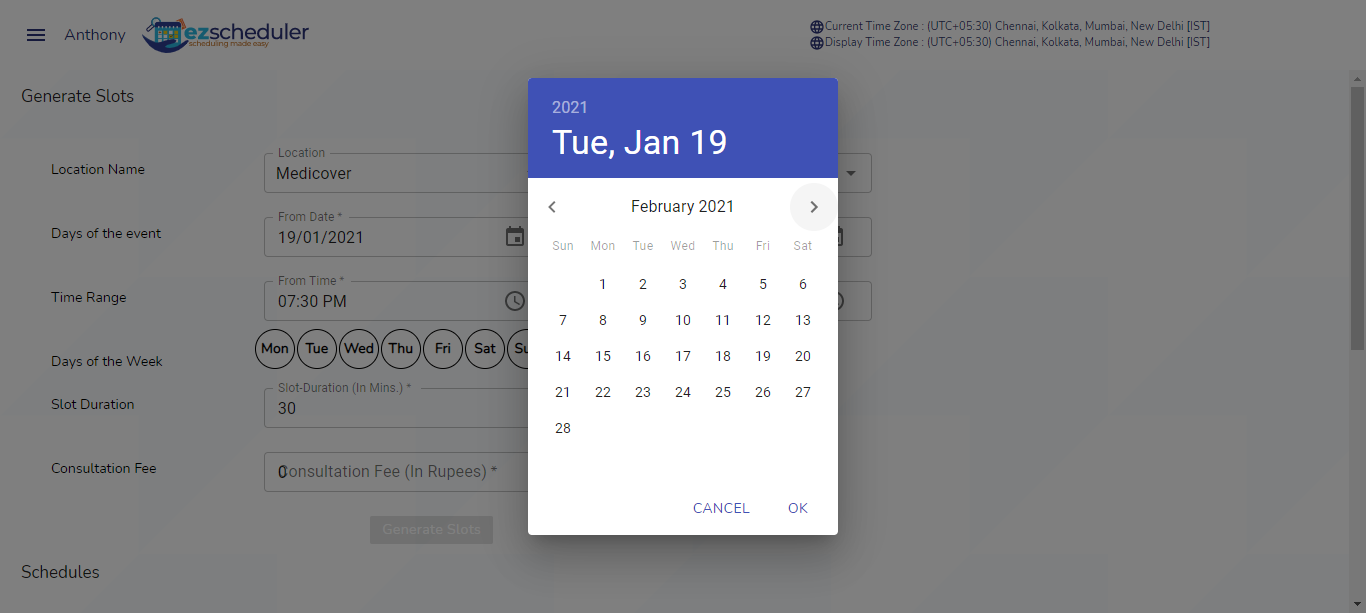 Anthony
ezscheduler
scheduling made easy
Current Time Zone : (UTC+05:30) Chennai, Kolkata, Mumbai, New Delhi [IST]
Display Time Zone : (UTC+05:30) Chennai, Kolkata, Mumbai, New Delhi [IST]
Generate Slots
Location Name
Location
Medicover
Days of the event
From Date *
19/01/2021
Time Range
From Time *
07:30 PM
Days of the Week
Mon Tue Wed Thu Fri Sat Su
Slot Duration
Slot-Duration (In Mins.) *
30
Consultation Fee
0
Consultation Fee (In Rupees) *
Generate Slots
Schedules
2021
Tue, Jan 19
February 2021
Sun Mon Tue Wed Thu Fri Sat
1 2 3 4 5 6
7 8 9 10 11 12 13
14 15 16 17 18 19 20
21 22 23 24 25 26 27
28
CANCEL OK